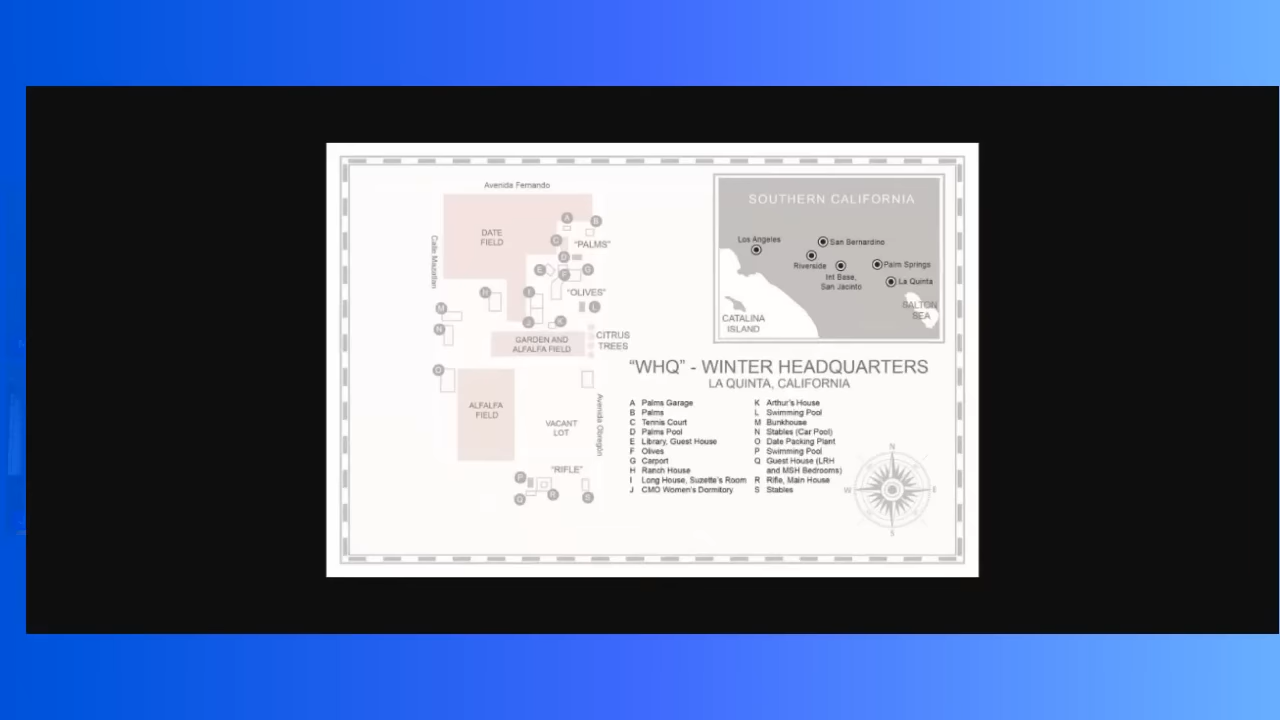 Avenida Fernando
Calle Mazatlan
DATE
FIELD
A
B
C
"PALMS"
D
E
F
G
H
I
"OLIVES"
M
L
N
J
K
GARDEN AND
ALFALFA FIELD
CITRUS
TREES
O
ALFALFA
FIELD
VACANT
LOT
Avenida Obregon
"RIFLE"
P
Q
R
S
SOUTHERN CALIFORNIA
Los Angeles
San Bernardino
Riverside
Int Base,
San Jacinto
Palm Springs
La Quinta
SALTON
SEA
CATALINA
ISLAND
"WHQ" - WINTER HEADQUARTERS
LA QUINTA, CALIFORNIA
A Palms Garage
B Palms
C Tennis Court
D Palms Pool
E Library, Guest House
F Olives
G Carport
H Ranch House
I Long House, Suzette's Room
J CMO Women's Dormitory
K Arthur's House
L Swimming Pool
M Bunkhouse
N Stables (Car Pool)
O Date Packing Plant
P Swimming Pool
Q Guest House (LRH
and MSH Bedrooms)
R Rifle, Main House
S Stables
N
W
E
S